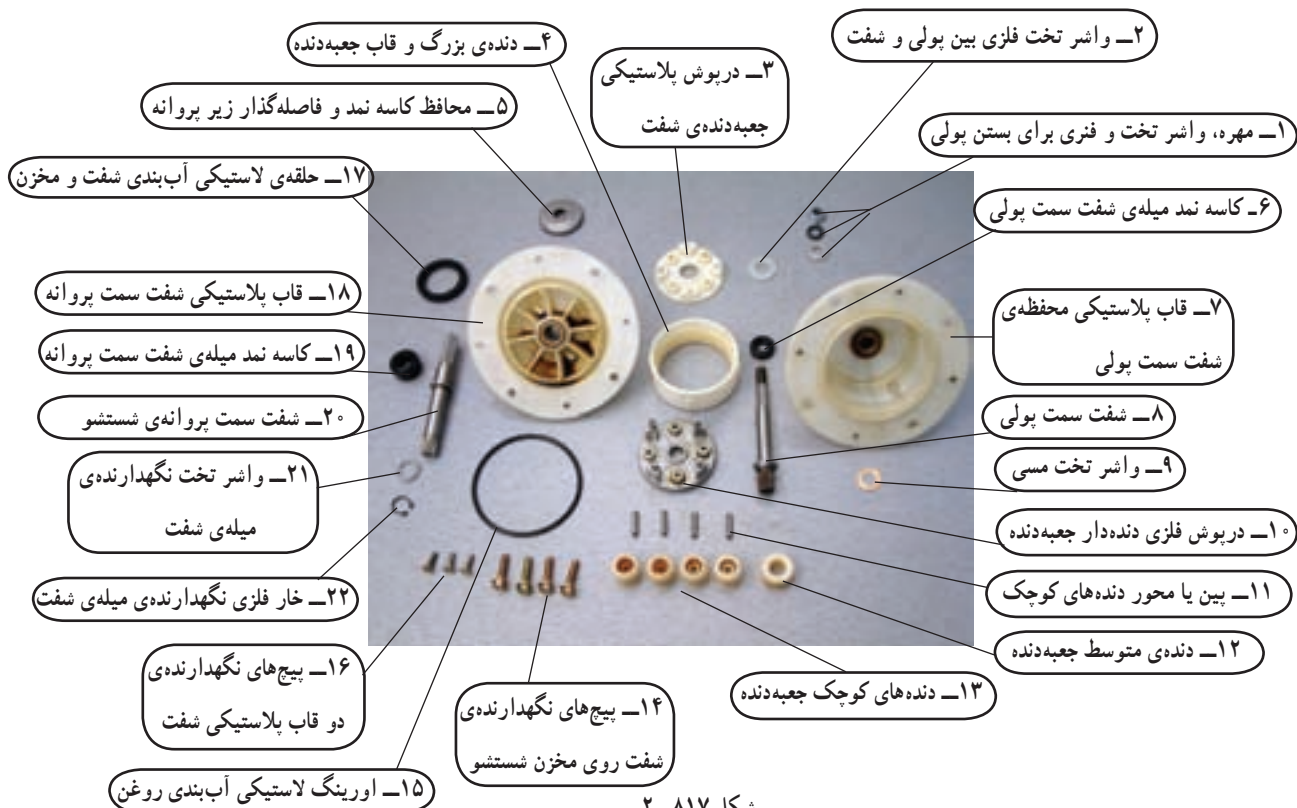 ۱ــ مهره، واشر تخت و فنری برای بستن پولی
۲ــ واشر تخت فلزی بین پولی و شفت
۳ــ درپوش پلاستیکی
جعبه‌دنده‌ی شفت
۴ــ دنده‌ی بزرگ و قاب جعبه‌دنده
۵ــ محافظ کاسه نمد و فاصله‌گذار زیر پروانه
۶ــ کاسه نمد میله‌ی شفت سمت پولی
۷ــ قاب پلاستیکی محفظه‌ی
شفت سمت پولی
۸ــ شفت سمت پولی
۹ــ واشر تخت مسی
۱۰ــ درپوش فلزی دنده‌دار جعبه‌دنده
۱۱ــ پین یا محور دنده‌های کوچک
۱۲ــ دنده‌ی متوسط جعبه‌دنده
۱۳ــ دنده‌های کوچک جعبه‌دنده
۱۴ــ پیچ‌های نگهدارنده‌ی
شفت روی مخزن شستشو
۱۵ــ اورینگ لاستیکی آب‌بندی روغن
۱۶ــ پیچ‌های نگهدارنده‌ی
دو قاب پلاستیکی شفت
۱۷ــ حلقه‌ی لاستیکی آب‌بندی شفت و مخزن
۱۸ــ قاب پلاستیکی شفت سمت پروانه
۱۹ــ کاسه نمد میله‌ی شفت سمت پروانه
۲۰ــ شفت سمت پروانه‌ی شستشو
۲۱ــ واشر تخت نگهدارنده‌ی
میله‌ی شفت
۲۲ــ خار فلزی نگهدارنده‌ی میله‌ی شفت
شکل ۸۱۷ــ۲